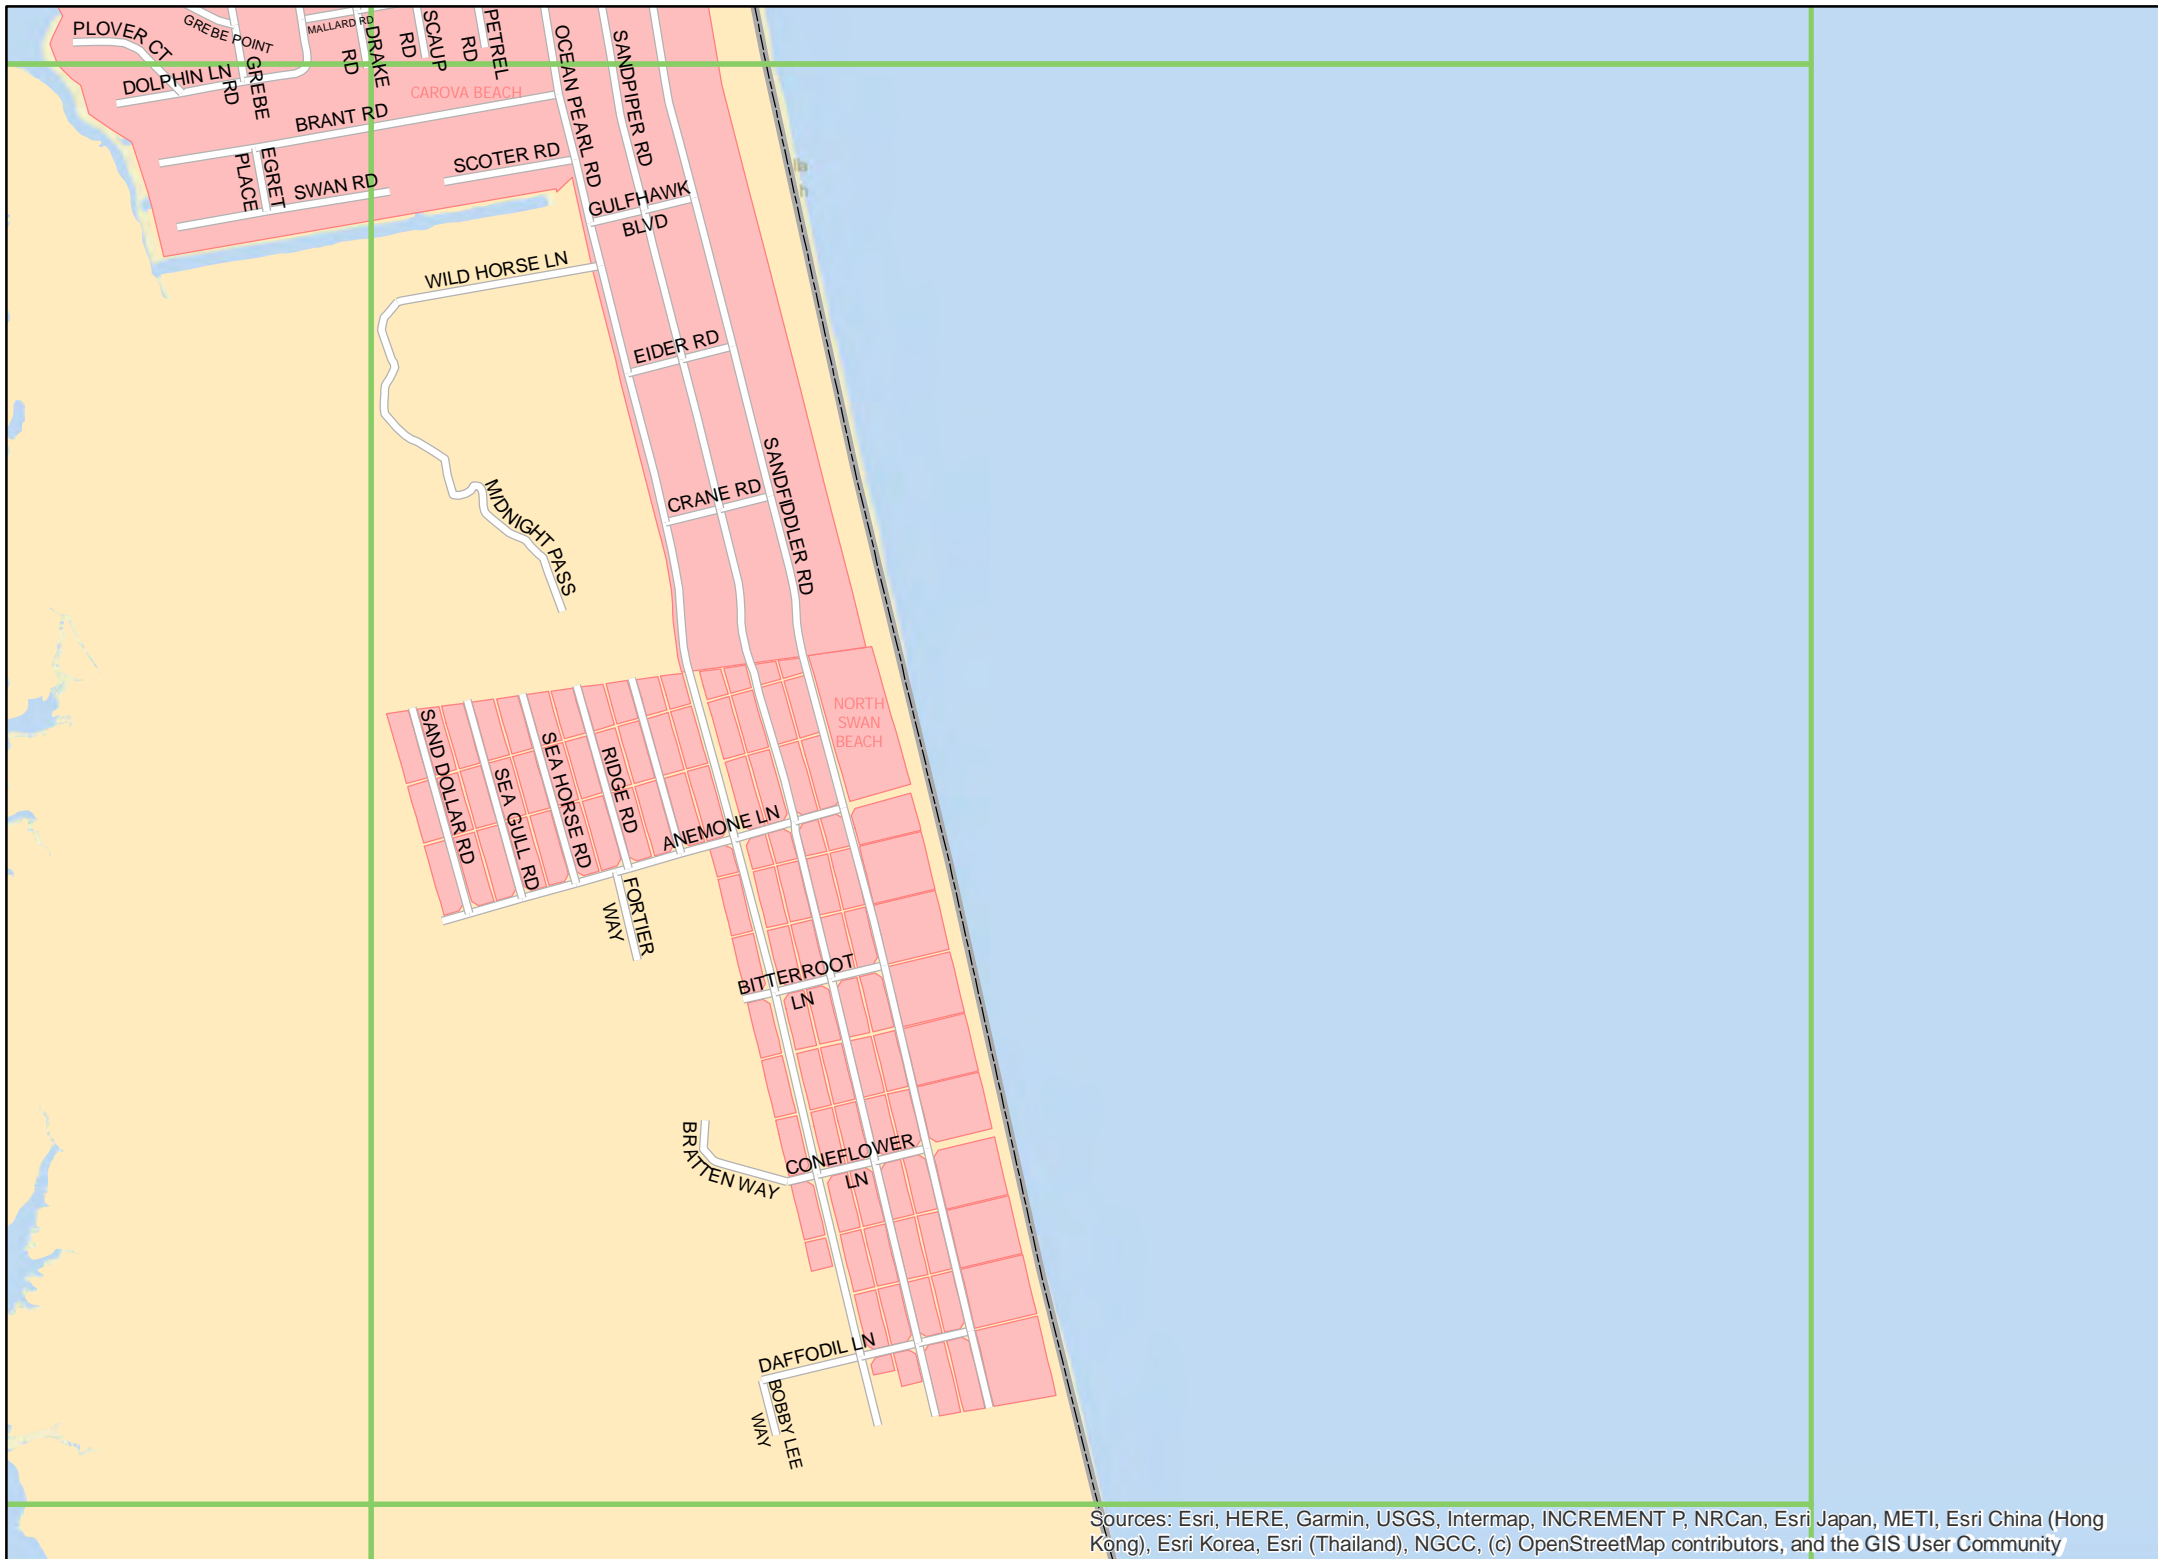 PLOVER CT
GREBE POINT
MALLARD RD
DRAKE
RD
SCAUP
RD
PETREL
RD
OCEAN PEARL RD
SANDPIPER RD
DOLPHIN LN
GREBE
RD
CAROVA BEACH
BRANT RD
EGRET
PLACE
SCOTER RD
SWAN RD
GULFHAWK
BLVD
WILD HORSE LN
EIDER RD
SANDFIDDLER RD
CRANE RD
MIDNIGHT PASS
NORTH
SWAN
BEACH
SAND DOLLAR RD
SEA GULL RD
SEA HORSE RD
RIDGE RD
ANEMONE LN
FORTIER
WAY
BITTERROOT
LN
BRATTEN WAY
CONEFLOWER
LN
DAFFODIL LN
BOBBY LEE
WAY
Sources: Esri, HERE, Garmin, USGS, Intermap, INCREMENT P, NRCan, Esri Japan, METI, Esri China (Hong
Kong), Esri Korea, Esri (Thailand), NGCC, (c) OpenStreetMap contributors, and the GIS User Community